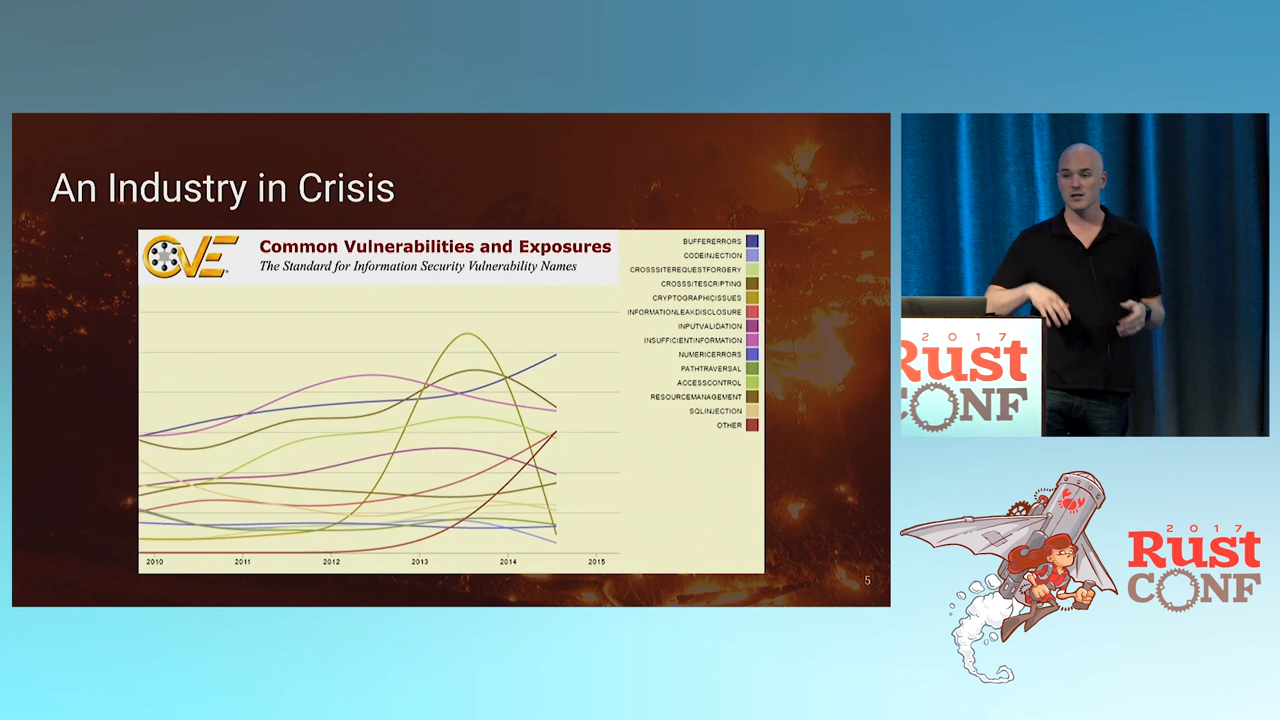 An Industry in Crisis
CVE
Common Vulnerabilities and Exposures
The Standard for Information Security Vulnerability Names
BUFFERERRORS
CODEINJECTION
CROSSSITEREQUESTFORGERY
CROSSSITESCRIPTING
CRYPTOGRAPHICISSUES
INFORMATIONLEAKDISCLOSURE
INPUTVALIDATION
INSUFFICIENTINFORMATION
NUMERICERRORS
PATHTRAVERSAL
ACCESSCONTROL
RESOURCEMANAGEMENT
SQLINJECTION
OTHER
2010 2011 2012 2013 2014 2015
5
2017
Rust
CONF
2017
Rust
CONF